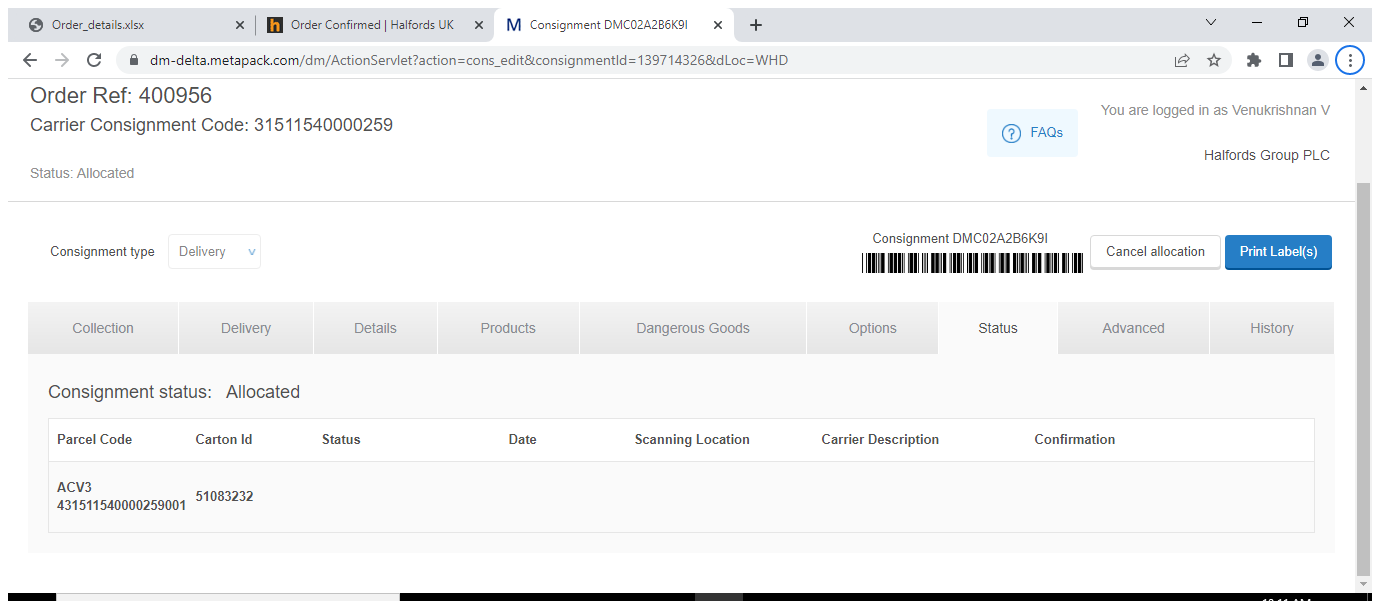 Order_details.xlsx
Order Confirmed | Halfords UK
M Consignment DMC02A2B6K9I
dm-delta.metapack.com/dm/ActionServlet?action=cons_edit&consignmentId=139714326&dLoc=WHD
Order Ref: 400956
Carrier Consignment Code: 31511540000259
Status: Allocated
? FAQs
You are logged in as Venukrishnan V
Halfords Group PLC
Consignment type
Delivery
Consignment DMC02A2B6K9I
Cancel allocation
Print Label(s)
Collection
Delivery
Details
Products
Dangerous Goods
Options
Status
Advanced
History
Consignment status: Allocated
Parcel Code Carton Id Status Date Scanning Location Carrier Description Confirmation
ACV3
431511540000259001
51083232